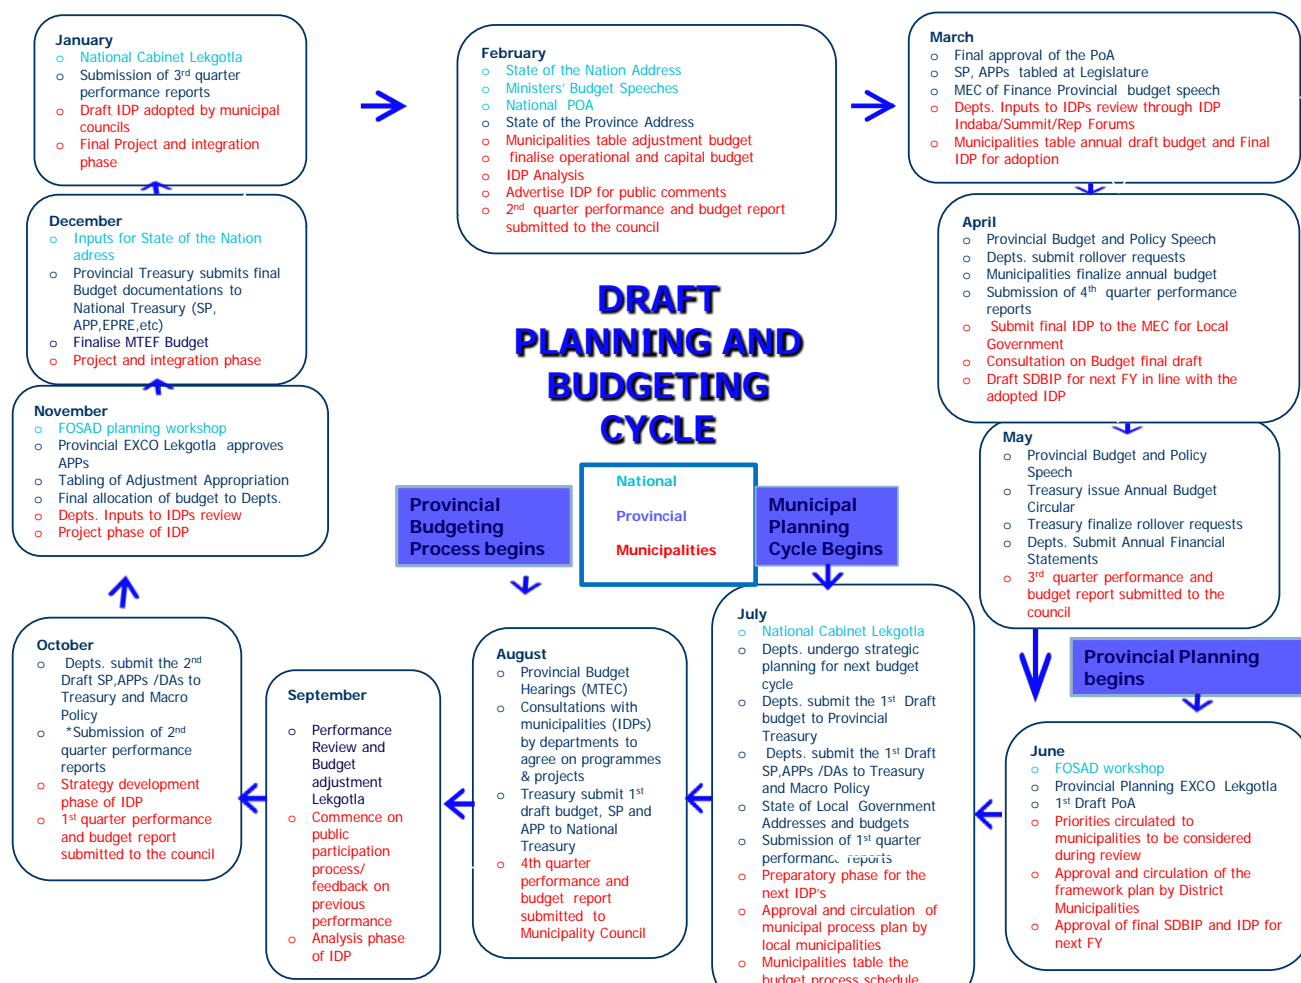 January
o National Cabinet Lekgotla
o Submission of 3rd quarter
performance reports
o Draft IDP adopted by municipal
councils
o Final Project and integration
phase
February
o State of the Nation Address
o Ministers' Budget Speeches
o National POA
o State of the Province Address
o Municipalities table adjustment budget
o finalise operational and capital budget
o IDP Analysis
o Advertise IDP for public comments
o 2nd quarter performance and budget report
submitted to the council
March
o Final approval of the PoA
o SP, APPs tabled at Legislature
o MEC of Finance Provincial budget speech
o Depts. Inputs to IDPs review through IDP
Indaba/Summit/Rep Forums
o Municipalities table annual draft budget and Final
IDP for adoption
December
o Inputs for State of the Nation
adress
o Provincial Treasury submits final
Budget documentations to
National Treasury (SP,
APP,EPRE,etc)
o Finalise MTEF Budget
o Project and integration phase
April
o Provincial Budget and Policy Speech
o Depts. submit rollover requests
o Municipalities finalize annual budget
o Submission of 4th quarter performance
reports
o Submit final IDP to the MEC for Local
Government
o Consultation on Budget final draft
o Draft SDBIP for next FY in line with the
adopted IDP
DRAFT
PLANNING AND
BUDGETING
CYCLE
November
o FOSAD planning workshop
o Provincial EXCO Lekgotla approves
APPs
o Tabling of Adjustment Appropriation
o Final allocation of budget to Depts.
o Depts. Inputs to IDPs review
o Project phase of IDP
May
o Provincial Budget and Policy
Speech
o Treasury issue Annual Budget
Circular
o Treasury finalize rollover requests
o Depts. Submit Annual Financial
Statements
o 3rd quarter performance and
budget report submitted to the
council
Provincial
Budgeting
Process begins
National
Provincial
Municipalities
Municipal
Planning
Cycle Begins
October
o Depts. submit the 2nd
Draft SP,APPs /DAs to
Treasury and Macro
Policy
o *Submission of 2nd
quarter performance
reports
o Strategy development
phase of IDP
o 1st quarter performance
and budget report
submitted to the council
September
o Performance
Review and
Budget
adjustment
Lekgotla
o Commence on
public
participation
process/
feedback on
previous
performance
o Analysis phase
of IDP
August
o Provincial Budget
Hearings (MTEC)
o Consultations with
municipalities (IDPs)
by departments to
agree on programmes
& projects
o Treasury submit 1st
draft budget, SP and
APP to National
Treasury
o 4th quarter
performance and
budget report
submitted to
Municipality Council
July
o National Cabinet Lekgotla
o Depts. undergo strategic
planning for next budget
cycle
o Depts. submit the 1st Draft
budget to Provincial
Treasury
o Depts. submit the 1st Draft
SP,APPs /DAs to Treasury
and Macro Policy
o State of Local Government
Addresses and budgets
o Submission of 1st quarter
performance reports
o Preparatory phase for the
next IDP's
o Approval and circulation of
municipal process plan by
local municipalities
o Municipalities table the
budget process schedule
Provincial Planning
begins
June
o FOSAD workshop
o Provincial Planning EXCO Lekgotla
o 1st Draft PoA
o Priorities circulated to
municipalities to be considered
during review
o Approval and circulation of the
framework plan by District
Municipalities
o Approval of final SDBIP and IDP for
next FY